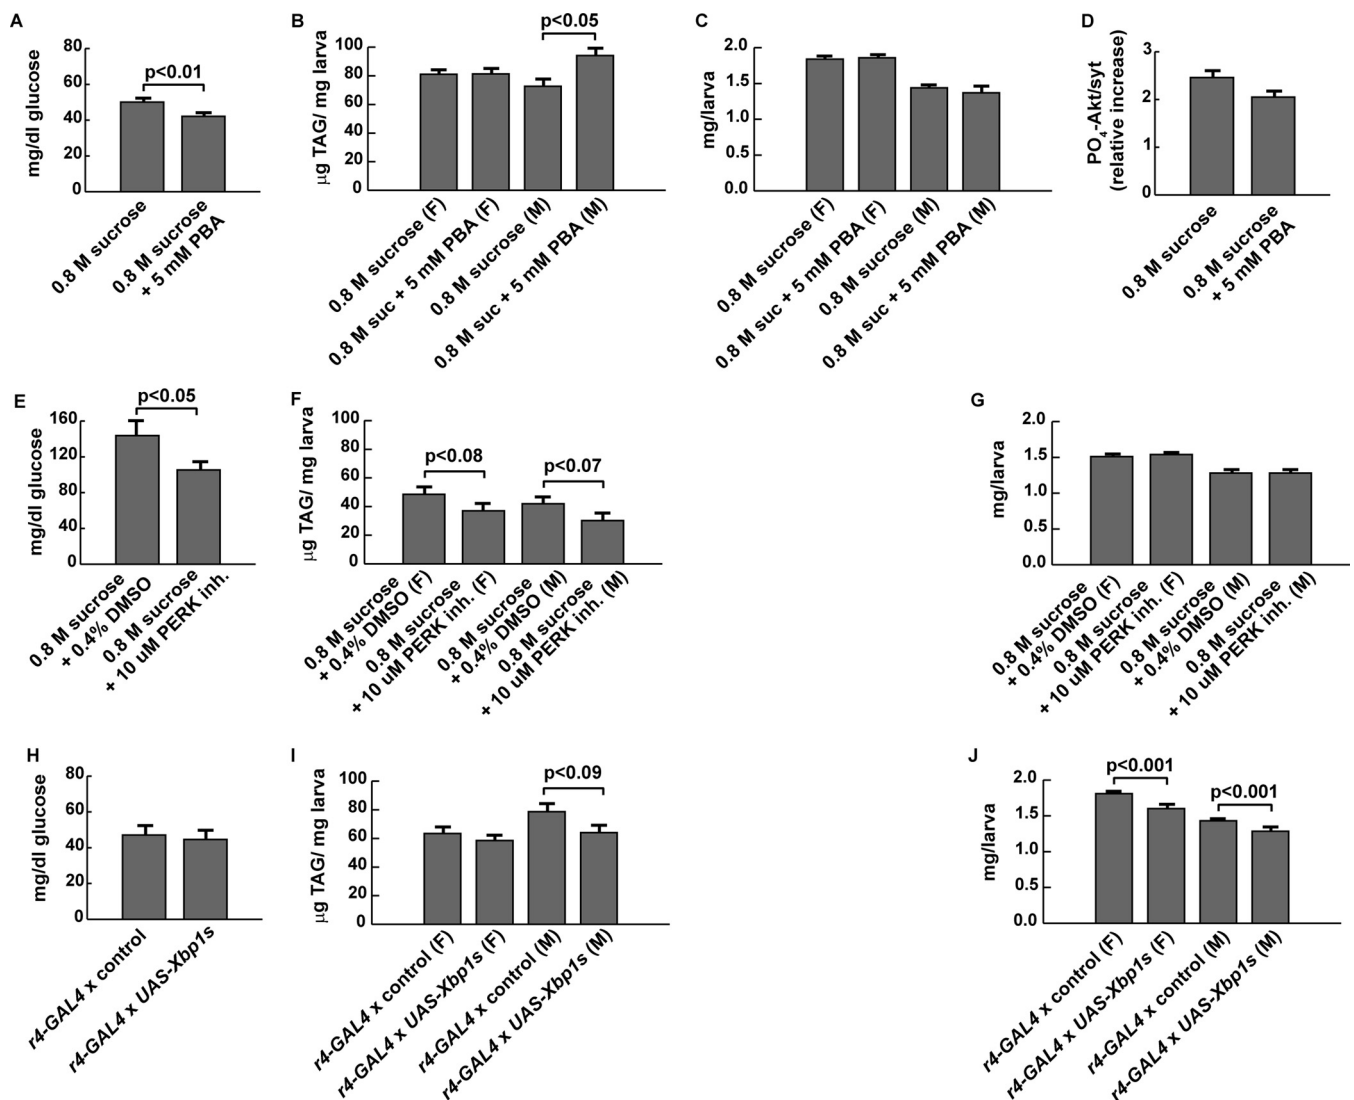 A
mg/dl glucose
80
60
40
20
0
p<0.01
0.8 M sucrose
0.8 M sucrose
+ 5 mM PBA
B
µg TAG/ mg larva
100
80
60
40
20
0
p<0.05
0.8 M sucrose (F)
0.8 M suc + 5 mM PBA (F)
0.8 M sucrose (M)
0.8 M suc + 5 mM PBA (M)
C
mg/larva
2.0
1.5
1.0
0.5
0.0
0.8 M sucrose (F)
0.8 M suc + 5 mM PBA (F)
0.8 M sucrose (M)
0.8 M suc + 5 mM PBA (M)
D
PO4-Akt/syt
(relative increase)
3
2
1
0
0.8 M sucrose
0.8 M sucrose
+ 5 mM PBA
E
mg/dl glucose
160
120
80
40
0
p<0.05
0.8 M sucrose
+ 0.4% DMSO
0.8 M sucrose
+ 10 uM PERK inh.
F
µg TAG/ mg larva
100
80
60
40
20
0
p<0.08
p<0.07
0.8 M sucrose
+ 0.4% DMSO (F)
0.8 M sucrose
+ 10 uM PERK inh. (F)
0.8 M sucrose
+ 0.4% DMSO (M)
0.8 M sucrose
+ 10 uM PERK inh. (M)
G
mg/larva
2.0
1.5
1.0
0.5
0.0
0.8 M sucrose
+ 0.4% DMSO (F)
0.8 M sucrose
+ 10 uM PERK inh. (F)
0.8 M sucrose
+ 0.4% DMSO (M)
0.8 M sucrose
+ 10 uM PERK inh. (M)
H
mg/dl glucose
80
60
40
20
0
r4-GAL4 x control
r4-GAL4 x UAS-Xbp1s
I
µg TAG/ mg larva
100
80
60
40
20
0
p<0.09
r4-GAL4 x control (F)
r4-GAL4 x UAS-Xbp1s (F)
r4-GAL4 x control (M)
r4-GAL4 x UAS-Xbp1s (M)
J
mg/larva
2.0
1.5
1.0
0.5
0.0
p<0.001
p<0.001
r4-GAL4 x control (F)
r4-GAL4 x UAS-Xbp1s (F)
r4-GAL4 x control (M)
r4-GAL4 x UAS-Xbp1s (M)